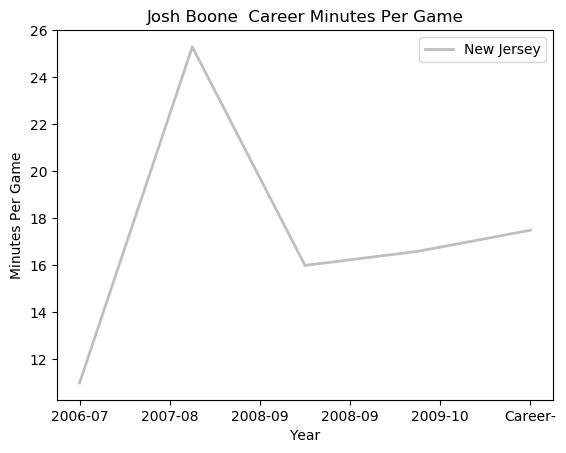 Josh Boone  Career Minutes Per Game
New Jersey
Minutes Per Game
26
24
22
20
18
16
14
12
2006-07 2007-08 2008-09 2008-09 2009-10 Career-
Year